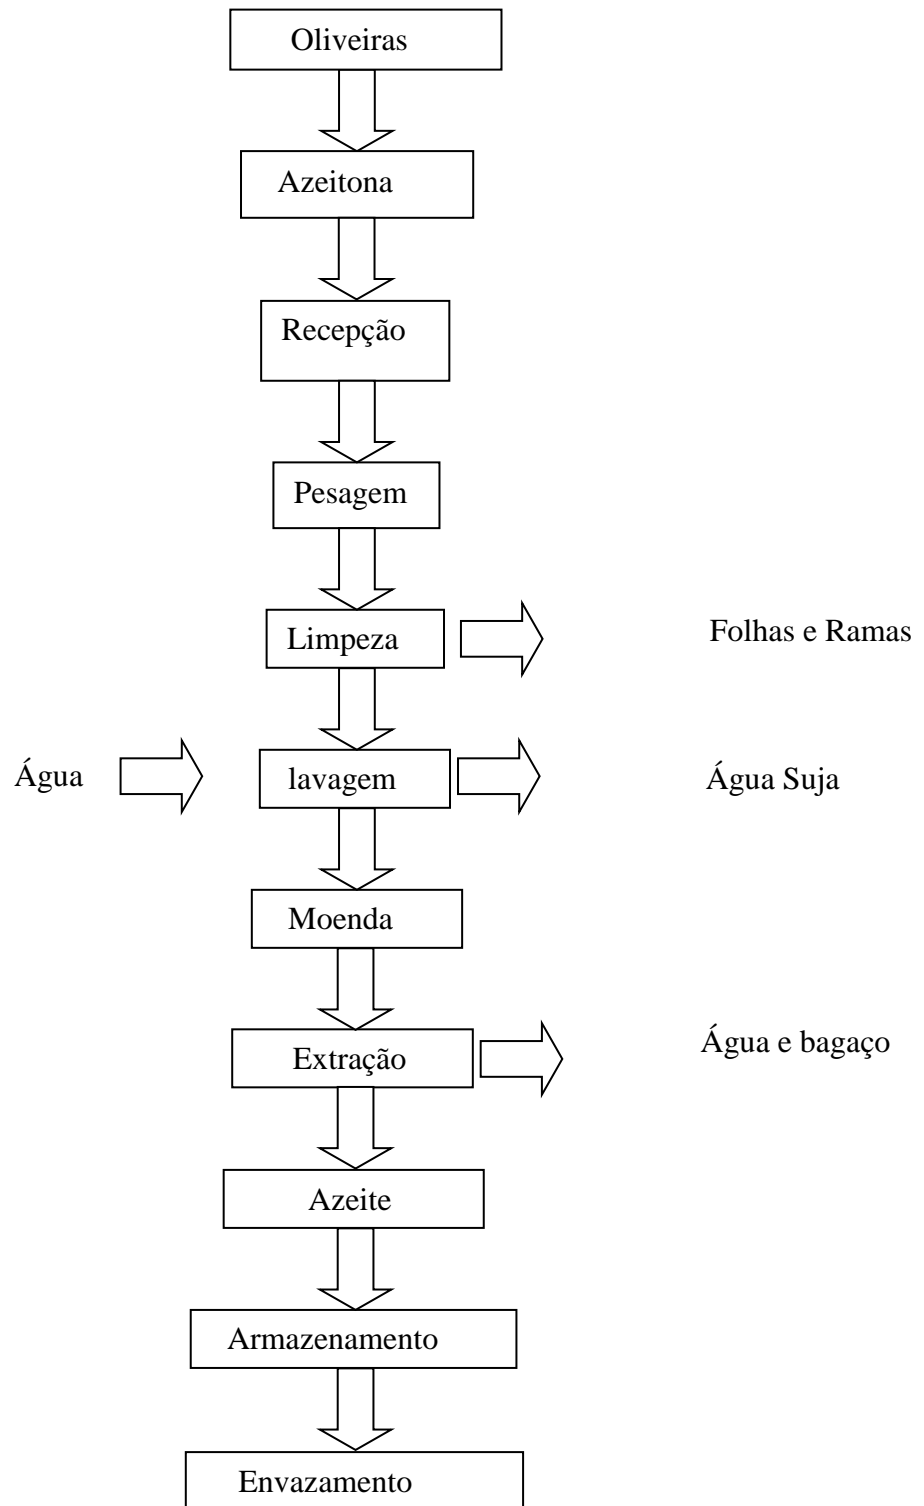 Oliveiras
Azeitona
Recepção
Pesagem
Limpeza
Folhas e Ramas
Água
lavagem
Água Suja
Moenda
Extração
Água e bagaço
Azeite
Armazenamento
Envazamento